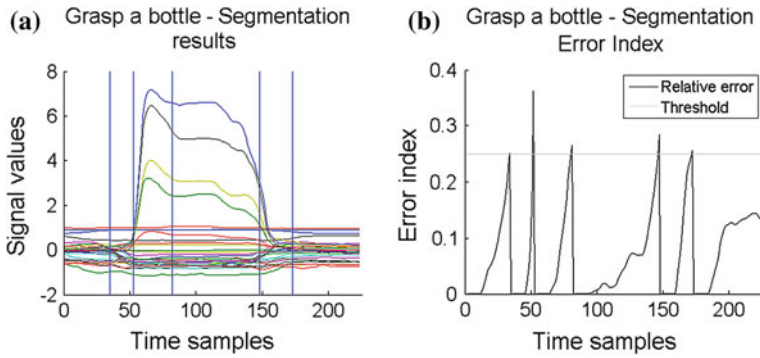 (a)
Grasp a bottle - Segmentation
results
Signal values
8
6
4
2
0
-2
0
50
100
150
200
Time samples
(b)
Grasp a bottle - Segmentation
Error Index
Error index
0.4
0.3
0.2
0.1
0
Relative error
Threshold
0
50
100
150
200
Time samples